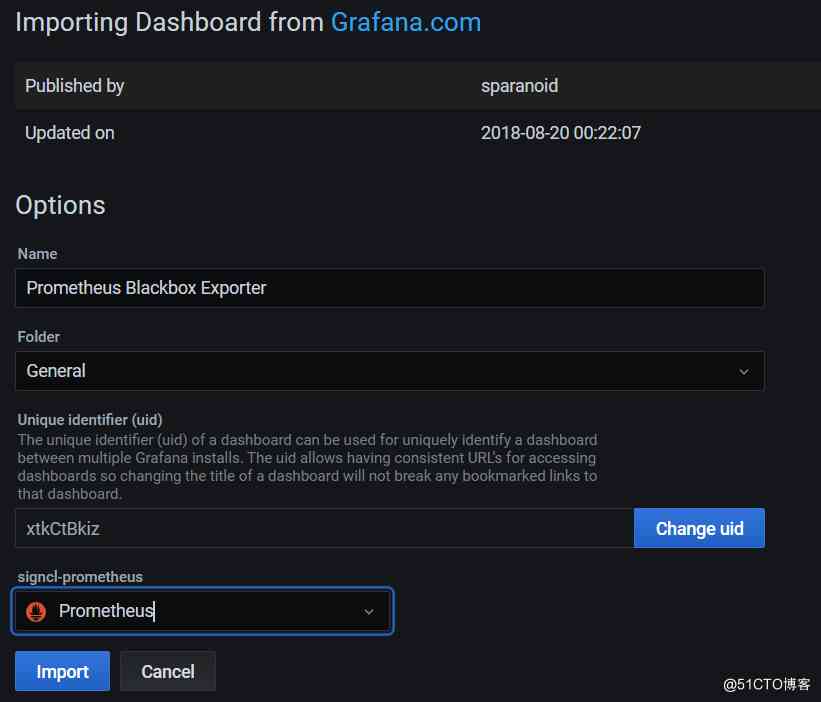 Importing Dashboard from Grafana.com
Published by sparanoid
Updated on 2018-08-20 00:22:07
Options
Name
Prometheus Blackbox Exporter
Folder
General
Unique identifier (uid)
The unique identifier (uid) of a dashboard can be used for uniquely identify a dashboard
between multiple Grafana installs. The uid allows having consistent URL's for accessing
dashboards so changing the title of a dashboard will not break any bookmarked links to
that dashboard.
xtkCtBkiz Change uid
signcl-prometheus
Prometheus
Import Cancel
@51CTO博客